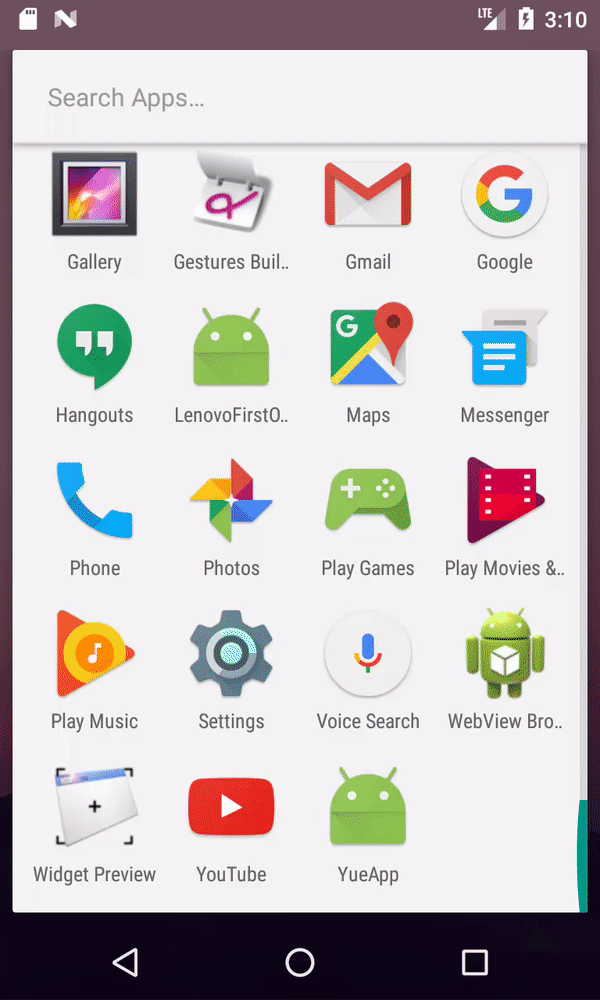 LTE 3:10
Search Apps...
Gallery Gestures Buil.. Gmail Google
Hangouts LenovoFirstO.. Maps Messenger
Phone Photos Play Games Play Movies &..
Play Music Settings Voice Search WebView Bro..
Widget Preview YouTube YueApp